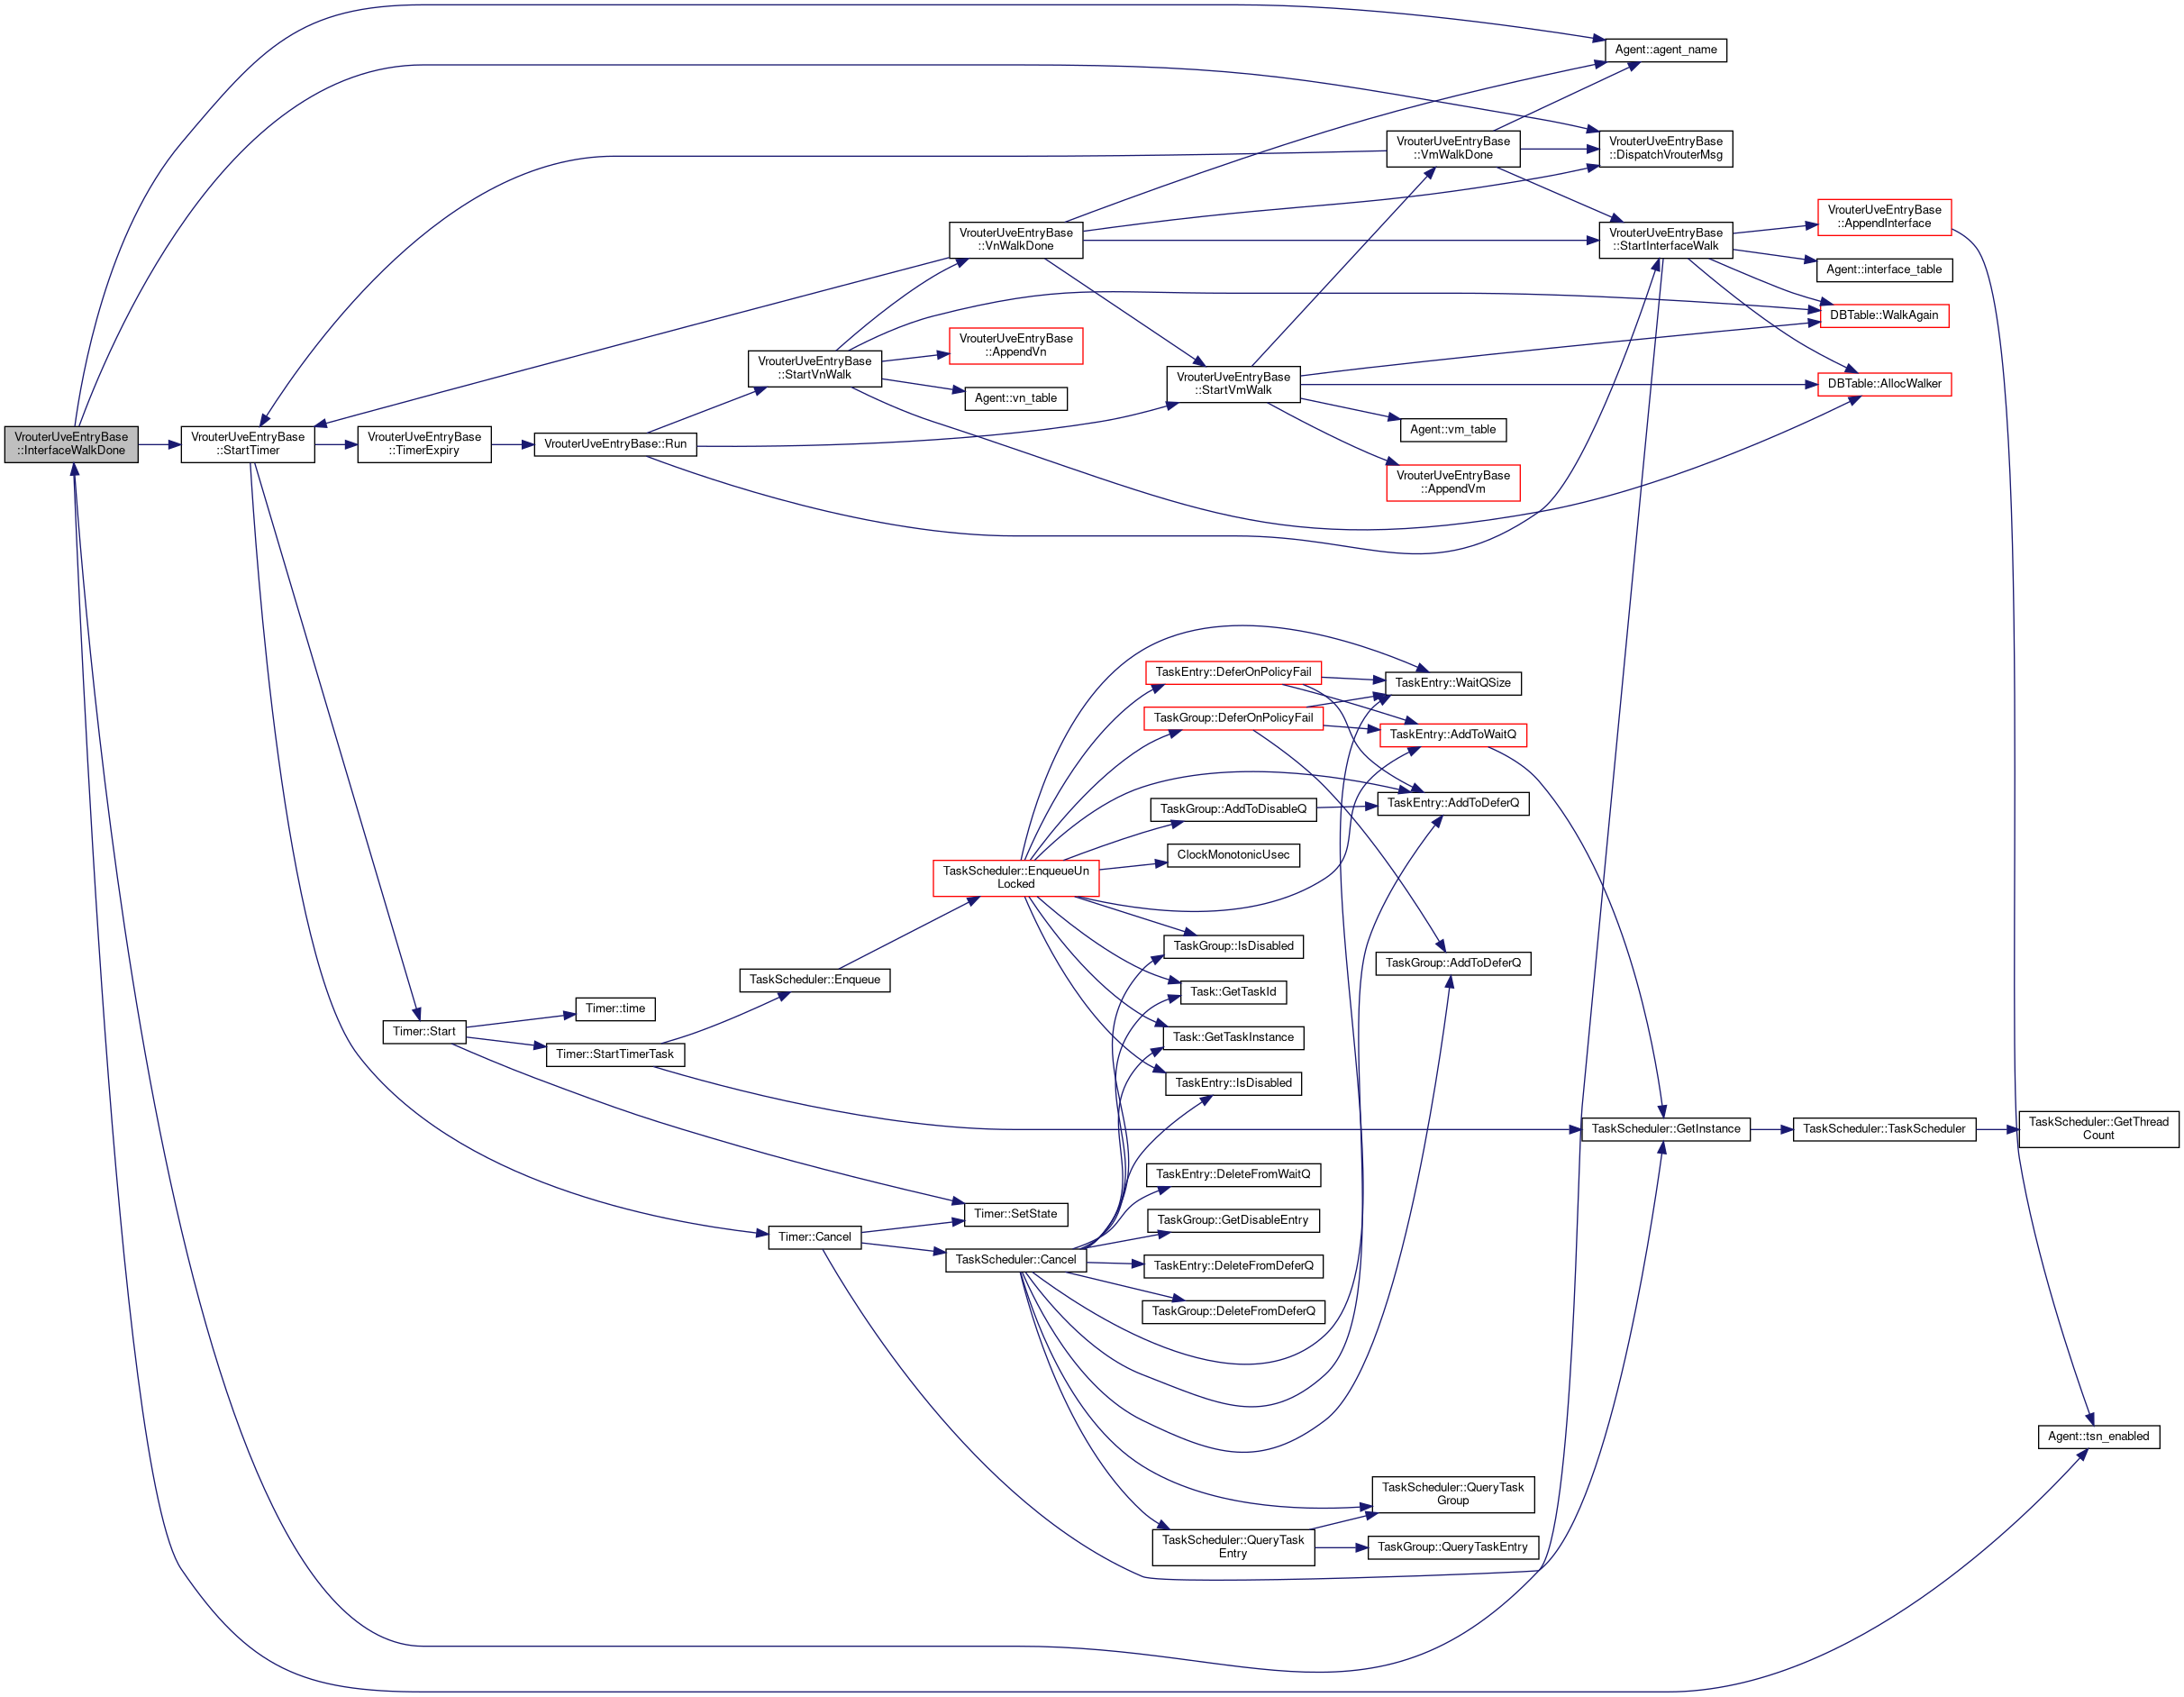 Agent::agent_name
VrouterUveEntryBase
::VmWalkDone
VrouterUveEntryBase
::DispatchVrouterMsg
VrouterUveEntryBase
::AppendInterface
VrouterUveEntryBase
::VnWalkDone
VrouterUveEntryBase
::StartInterfaceWalk
Agent::interface_table
DBTable::WalkAgain
VrouterUveEntryBase
::AppendVn
VrouterUveEntryBase
::StartVnWalk
VrouterUveEntryBase
::StartVmWalk
DBTable::AllocWalker
Agent::vn_table
Agent::vm_table
VrouterUveEntryBase
::InterfaceWalkDone
VrouterUveEntryBase
::StartTimer
VrouterUveEntryBase
::TimerExpiry
VrouterUveEntryBase::Run
VrouterUveEntryBase
::AppendVm
TaskEntry::DeferOnPolicyFail
TaskEntry::WaitQSize
TaskGroup::DeferOnPolicyFail
TaskEntry::AddToWaitQ
TaskGroup::AddToDisableQ
TaskEntry::AddToDeferQ
ClockMonotonicUsec
TaskScheduler::EnqueueUn
Locked
TaskGroup::IsDisabled
TaskGroup::AddToDeferQ
TaskScheduler::Enqueue
Task::GetTaskId
Timer::time
Timer::Start
Task::GetTaskInstance
Timer::StartTimerTask
TaskEntry::IsDisabled
TaskScheduler::GetInstance
TaskScheduler::TaskScheduler
TaskScheduler::GetThread
Count
TaskEntry::DeleteFromWaitQ
Timer::SetState
TaskGroup::GetDisableEntry
Timer::Cancel
TaskScheduler::Cancel
TaskEntry::DeleteFromDeferQ
TaskGroup::DeleteFromDeferQ
Agent::tsn_enabled
TaskScheduler::QueryTask
Group
TaskScheduler::QueryTask
Entry
TaskGroup::QueryTaskEntry